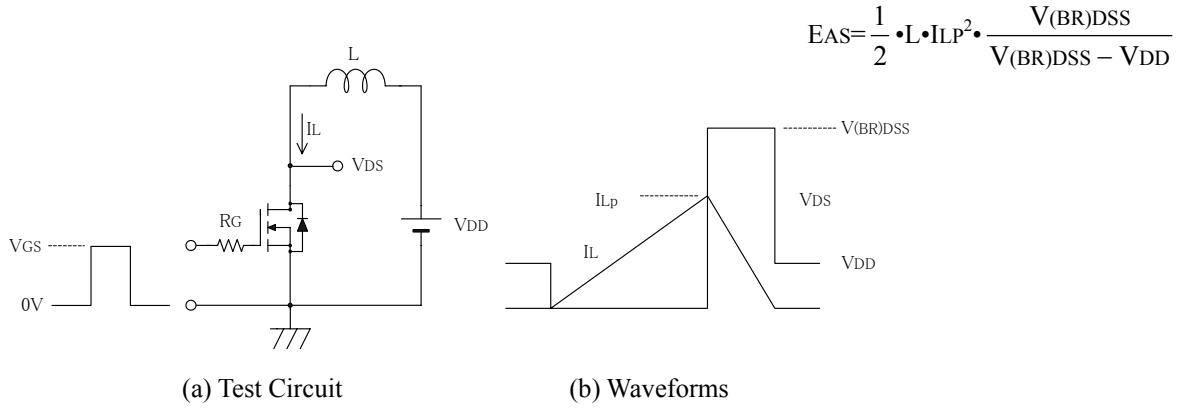 EAS=1/2•L•ILP²•V(BR)DSS/V(BR)DSS – VDD
L
IL
VDS
RG
VDD
VGS
0V
V(BR)DSS
ILp
VDS
IL
VDD
(a) Test Circuit
(b) Waveforms